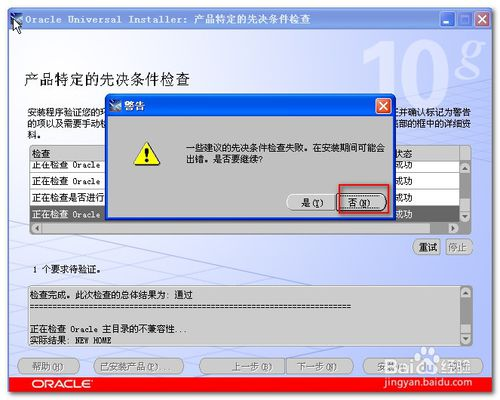 Oracle Universal Installer: 产品特定的先决条件检查
10g
产品特定的先决条件检查
安装程序验证您的环
并确认标记为警告
的项以及需要手动检
底部的框中的详细资
料。
检查
状态
正在检查 Oracle
成功
正在检查 Oracle
成功
正在检查是否进行
成功
正在检查 Oracle
成功
警告
一些建议的先决条件检查失败。在安装期间可能会
出错。是否要继续?
是(Y)
否(N)
重试
停止
1 个要求待验证。
检查完成。此次检查的总体结果为: 通过
========================================================
正在检查 Oracle 主目录的不兼容性...
实际结果: NEW HOME
帮助(H)
已安装产品(P)...
上一步(B)
下一步(N)
安装
ORACLE
Baidu 经验
jingyan.baidu.com